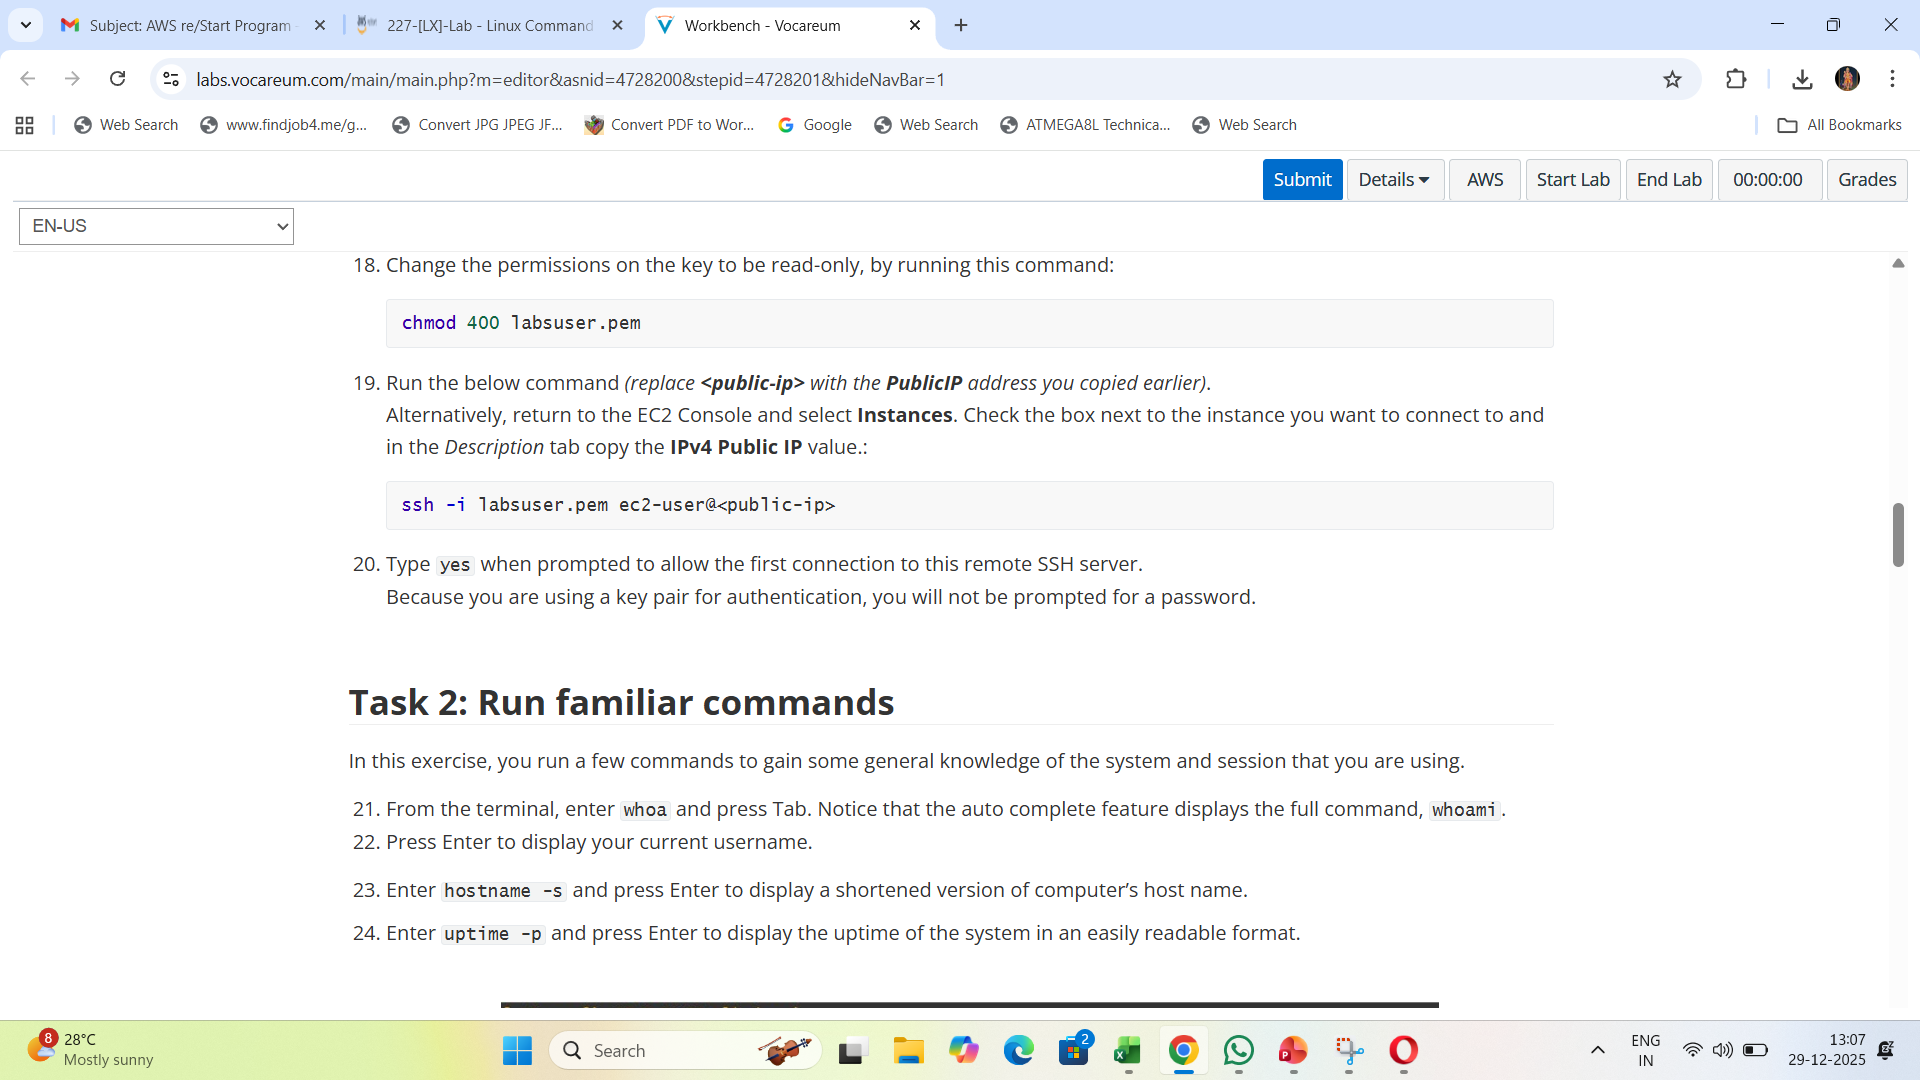 Subject: AWS re/Start Program
227-[LX]-Lab - Linux Command
Workbench - Vocareum
labs.vocareum.com/main/main.php?m=editor&asnid=4728200&stepid=4728201&hideNavBar=1
Web Search
www.findjob4.me/g...
Convert JPG JPEG JF...
Convert PDF to Wor...
Google
Web Search
ATMEGA8L Technica...
Web Search
All Bookmarks
Submit
Details
AWS
Start Lab
End Lab
00:00:00
Grades
EN-US
18. Change the permissions on the key to be read-only, by running this command:
chmod 400 labsuser.pem
19. Run the below command (replace <public-ip> with the PublicIP address you copied earlier).
Alternatively, return to the EC2 Console and select Instances. Check the box next to the instance you want to connect to and
in the Description tab copy the IPv4 Public IP value.:
ssh -i labsuser.pem ec2-user@<public-ip>
20. Type yes when prompted to allow the first connection to this remote SSH server.
Because you are using a key pair for authentication, you will not be prompted for a password.
Task 2: Run familiar commands
In this exercise, you run a few commands to gain some general knowledge of the system and session that you are using.
21. From the terminal, enter whoa and press Tab. Notice that the auto complete feature displays the full command, whoami.
22. Press Enter to display your current username.
23. Enter hostname -s and press Enter to display a shortened version of computer’s host name.
24. Enter uptime -p and press Enter to display the uptime of the system in an easily readable format.
8
28°C
Mostly sunny
Search
2
ENG
IN
13:07
29-12-2025